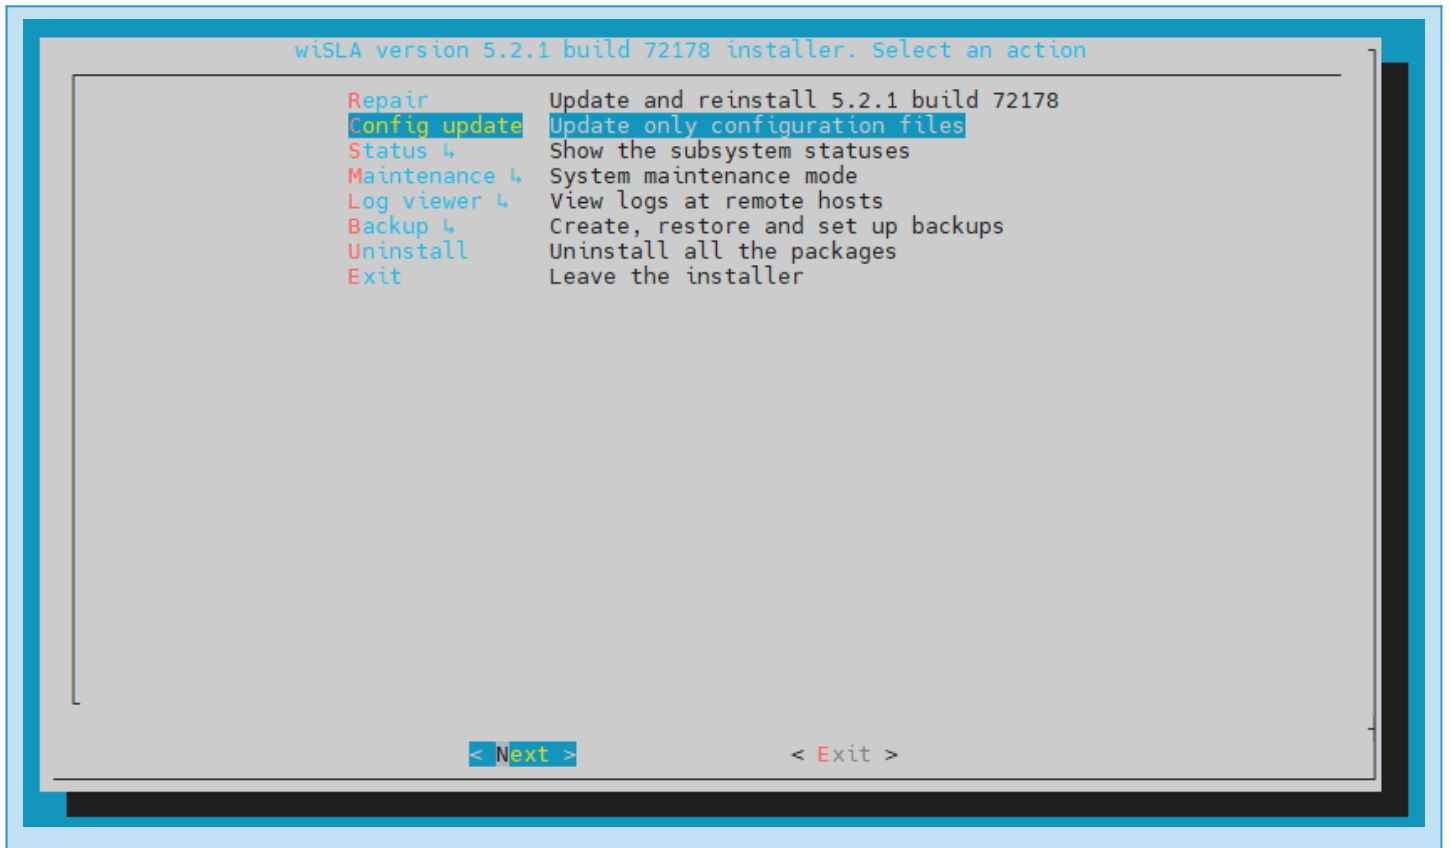 wiSLA version 5.2.1 build 72178 installer. Select an action
Repair Update and reinstall 5.2.1 build 72178
Config update Update only configuration files
Status ↳ Show the subsystem statuses
Maintenance ↳ System maintenance mode
Log viewer ↳ View logs at remote hosts
Backup ↳ Create, restore and set up backups
Uninstall Uninstall all the packages
Exit Leave the installer
< Next > < Exit >